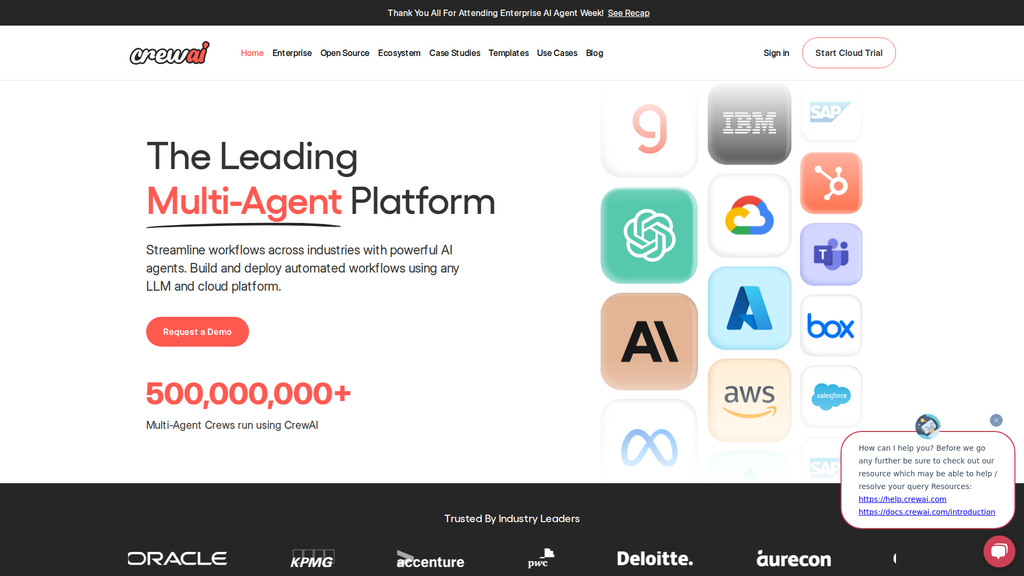 Thank You All For Attending Enterprise AI Agent Week! See Recap
crewai
Home Enterprise Open Source Ecosystem Case Studies Templates Use Cases Blog
Sign in
Start Cloud Trial
The Leading
Multi-Agent Platform
Streamline workflows across industries with powerful AI
agents. Build and deploy automated workflows using any
LLM and cloud platform.
Request a Demo
500,000,000+
Multi-Agent Crews run using CrewAI
IBM
SAP
T
box
aws
salesforce
SAP
How can I help you? Before we go
any further be sure to check out our
resource which may be able to help /
resolve your query Resources:
https://help.crewai.com
https://docs.crewai.com/introduction
Trusted By Industry Leaders
ORACLE
KPMG
accenture
pwc
Deloitte.
aurecon